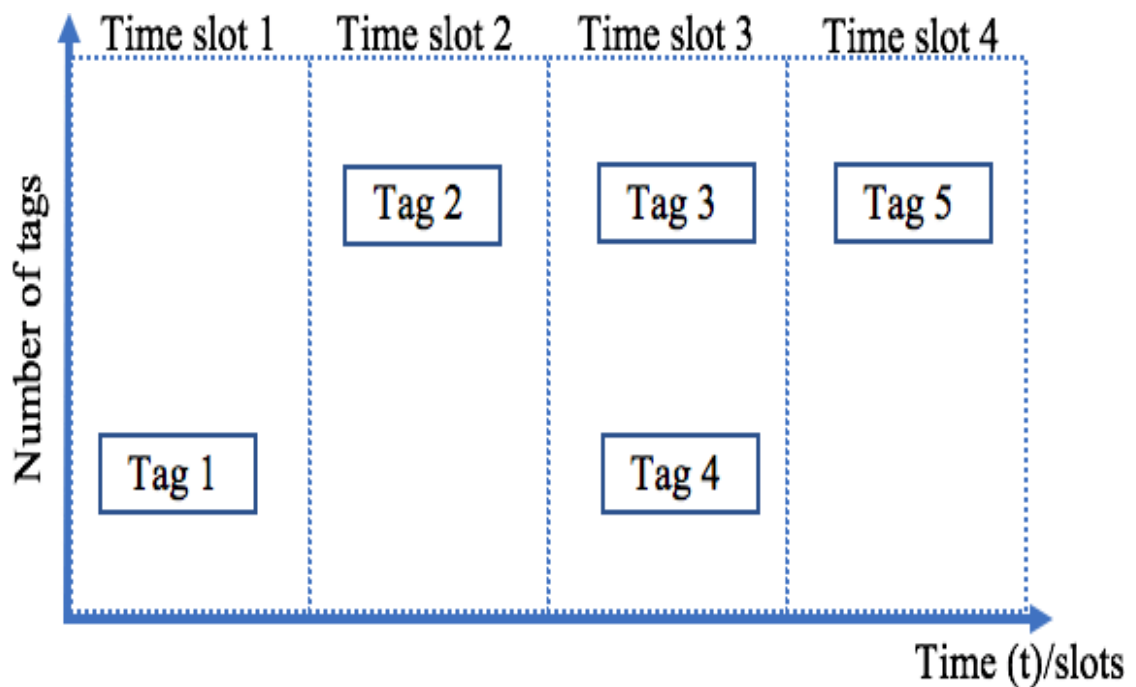 Time slot 1
Time slot 2
Time slot 3
Time slot 4
Number of tags
Tag 2
Tag 3
Tag 5
Tag 1
Tag 4
Time (t)/slots